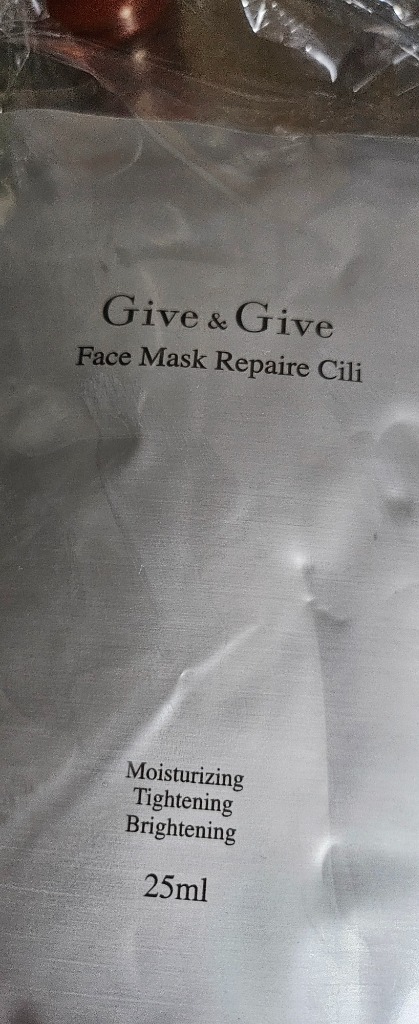 Give & Give
Face Mask Repaire Cili
Moisturizing
Tightening
Brightening
25ml